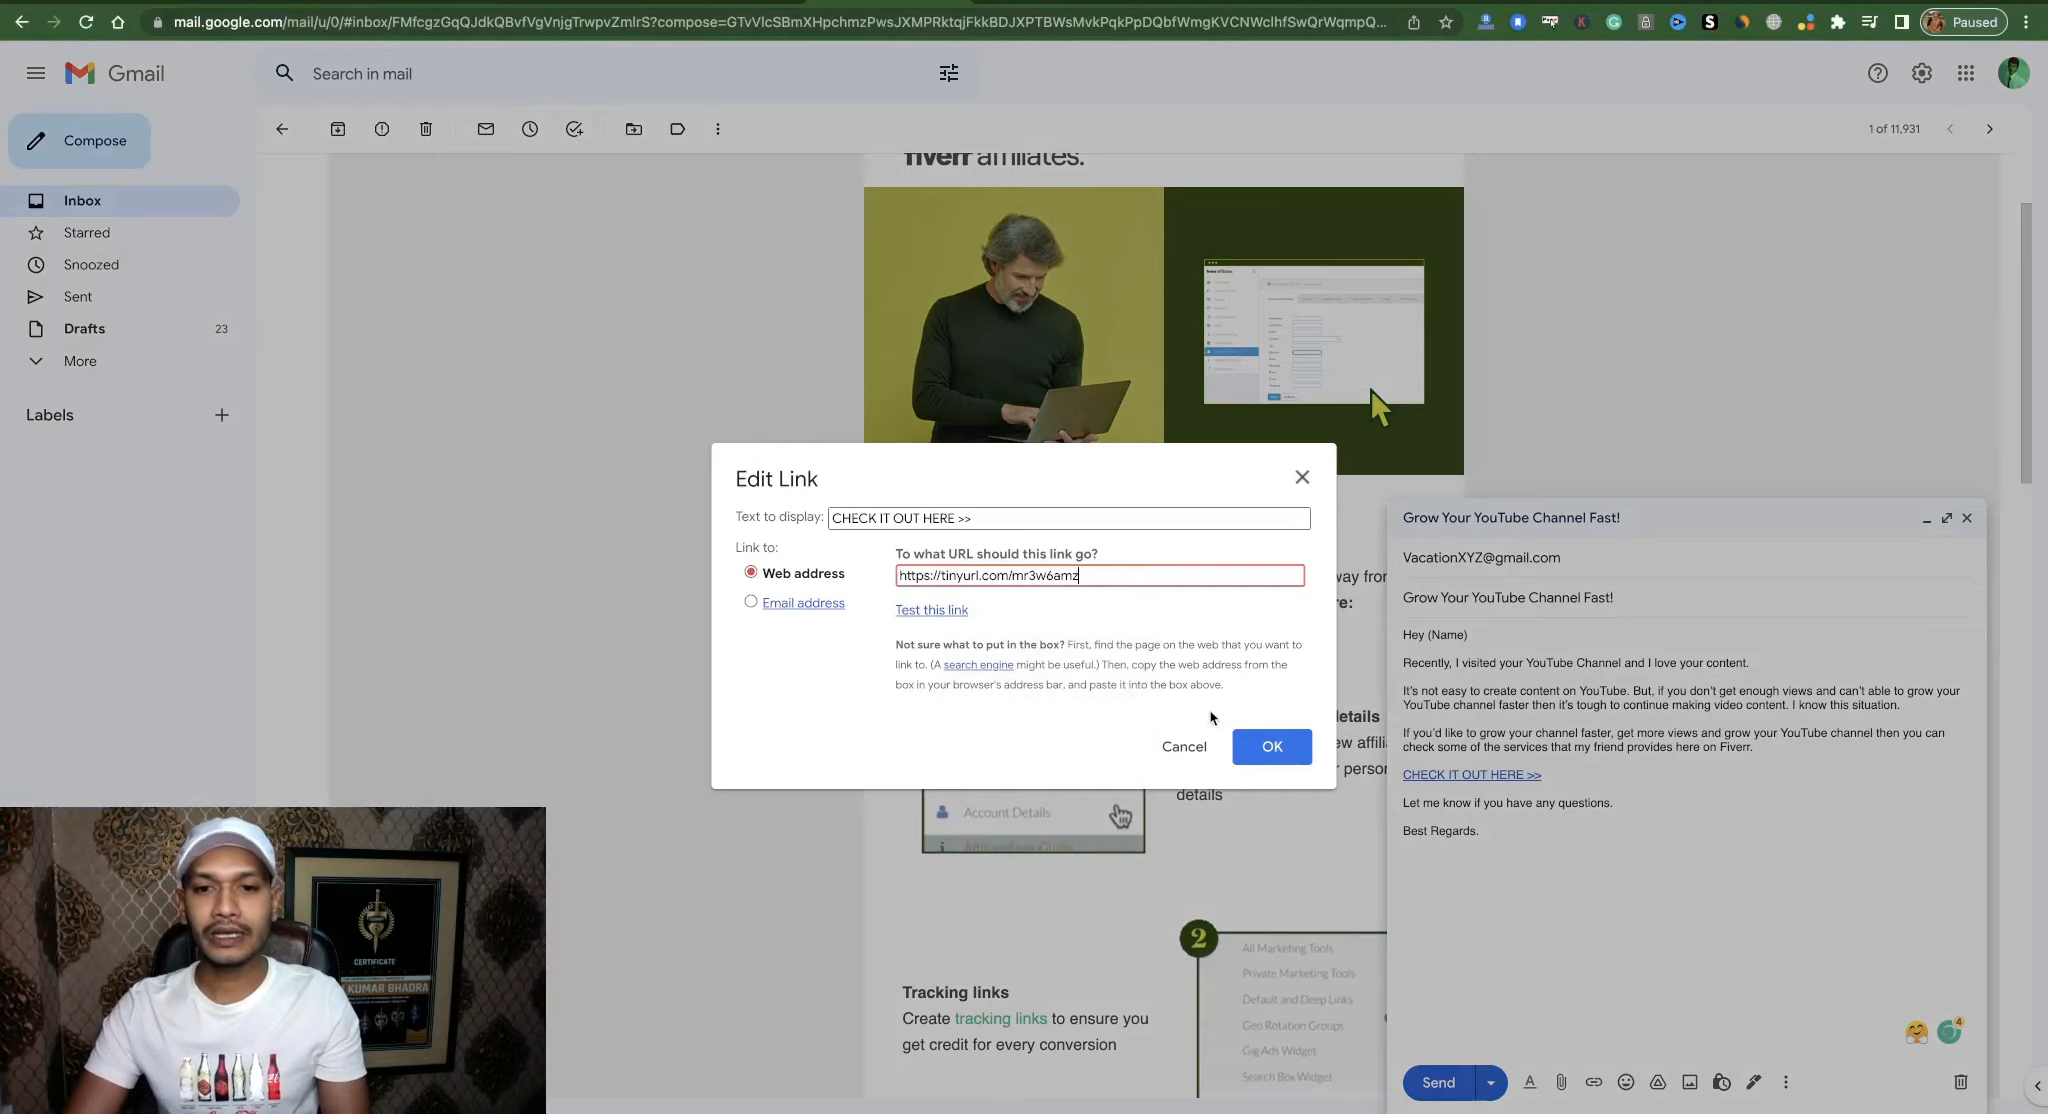 mail.google.com/mail/u/0/#inbox/FMfcgzGqQJdkQBvfVgVnjgTrwpvZmlrS?compose=GTvVlcSBmXHpchmzPwsJXMPRktqjFkkBDJXPTBWsMvkPqkPpDQbfWmgKVCNWclhfSwQrWqmpQ...
Paused
Gmail
Search in mail
Compose
1 of 11,931
Inbox
Starred
Snoozed
Sent
Drafts 23
More
Labels
fiverr affiliates.
Edit Link
Text to display: CHECK IT OUT HERE >>
Link to:
To what URL should this link go?
Web address
https://tinyurl.com/mr3w6amz
Email address
Test this link
Not sure what to put in the box? First, find the page on the web that you want to
link to. (A search engine might be useful.) Then, copy the web address from the
box in your browser's address bar, and paste it into the box above.
Cancel
OK
details
Account Details
Tracking links
Create tracking links to ensure you
get credit for every conversion
2
All Marketing Tools
Private Marketing Tools
Default and Deep Links
Geo Rotation Groups
Gig Ads Widget
Search Box Widget
Grow Your YouTube Channel Fast!
VacationXYZ@gmail.com
Grow Your YouTube Channel Fast!
Hey (Name)
Recently, I visited your YouTube Channel and I love your content.
It's not easy to create content on YouTube. But, if you don't get enough views and can't able to grow your
YouTube channel faster then it's tough to continue making video content. I know this situation.
If you'd like to grow your channel faster, get more views and grow your YouTube channel then you can
check some of the services that my friend provides here on Fiverr.
CHECK IT OUT HERE >>
Let me know if you have any questions.
Best Regards.
4
Send
CERTIFICATE
KUMAR BHADRA